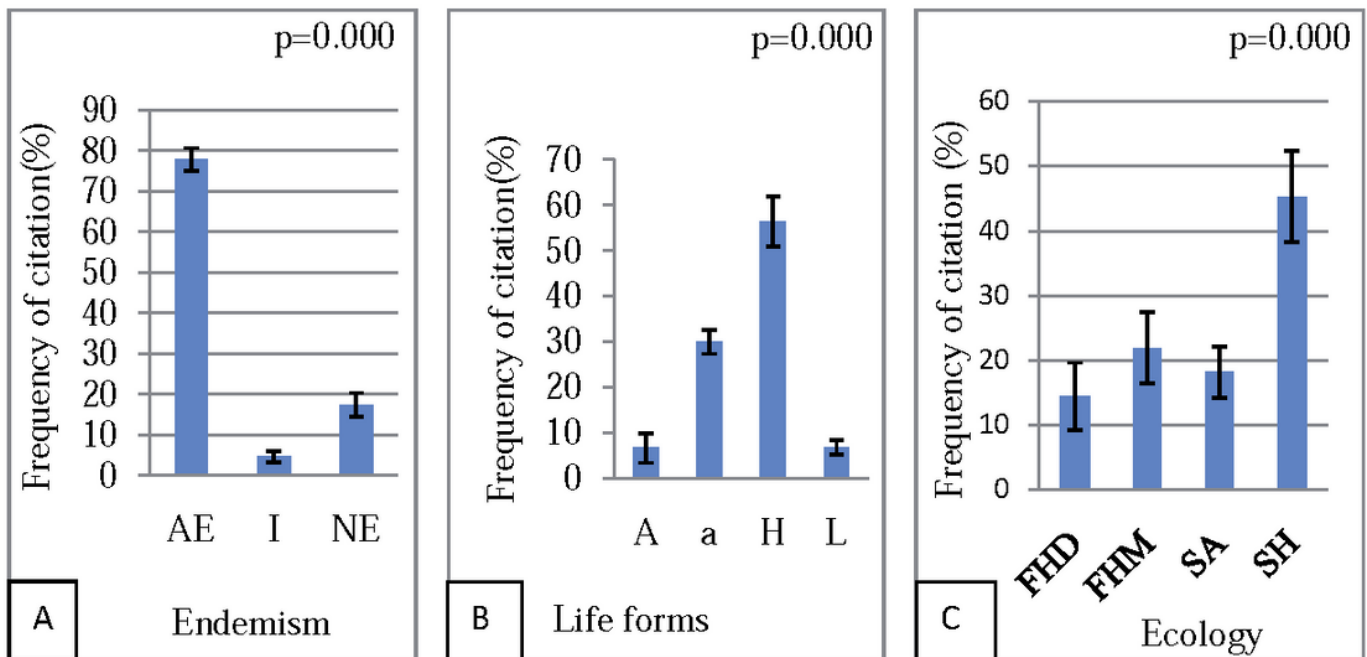 p=0.000
Frequency of citation(%)
90
80
70
60
50
40
30
20
10
0
AE I NE
A
Endemism
p=0.000
Frequency of citation(%)
70
60
50
40
30
20
10
0
A a H L
B
Life forms
p=0.000
Frequency of citation (%)
60
50
40
30
20
10
0
FHD FHM SA SH
C
Ecology